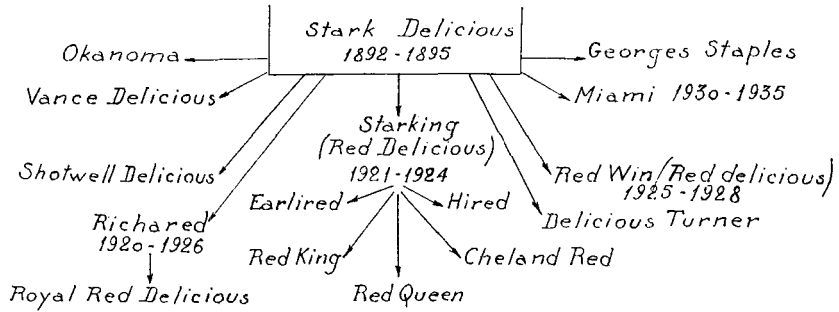 Stark Delicious
1892-1895
Okanoma
Georges Staples
Vance Delicious
Miami 1930-1935
Starking
(Red Delicious)
1921-1924
Shotwell Delicious
Red Win/Red delicious)
1925-1928
Earlired
Hired
Richared
1920-1926
Delicious Turner
Red King
Cheland Red
Royal Red Delicious
Red Queen